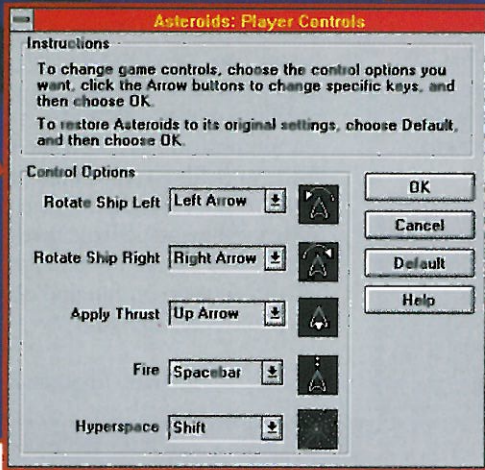 Asteroids: Player Controls
Instructions
To change game controls, choose the control options you
want, click the Arrow buttons to change specific keys, and
then choose OK.
To restore Asteroids to its original settings, choose Default,
and then choose OK.
Control Options
Rotate Ship Left Left Arrow
Rotate Ship Right Right Arrow
Apply Thrust Up Arrow
Fire Spacebar
Hyperspace Shift
OK
Cancel
Default
Help